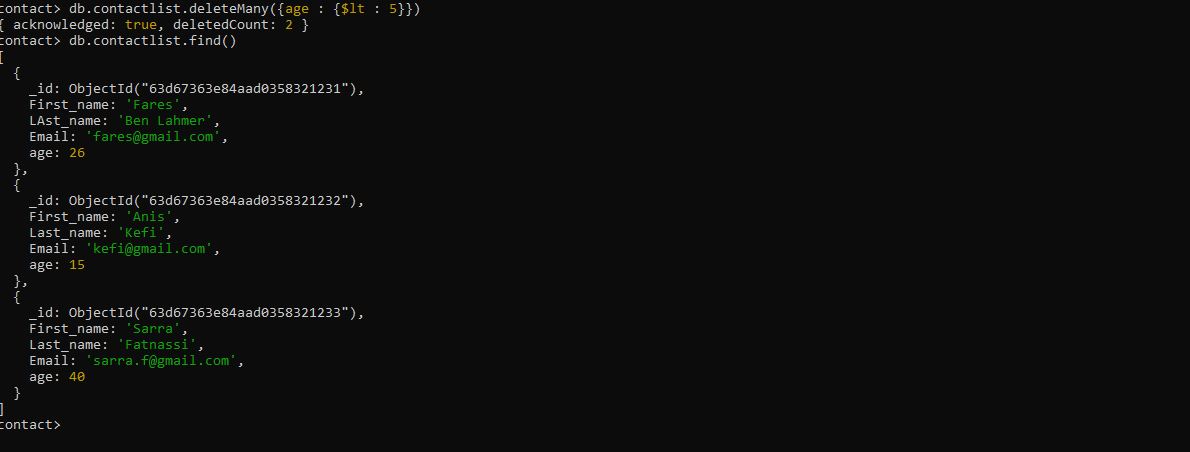 contact> db.contactlist.deleteMany({age : {$lt : 5}})
{ acknowledged: true, deletedCount: 2 }
contact> db.contactlist.find()
[
  {
    _id: ObjectId("63d67363e84aad0358321231"),
    First_name: 'Fares',
    LAst_name: 'Ben Lahmer',
    Email: 'fares@gmail.com',
    age: 26
  },
  {
    _id: ObjectId("63d67363e84aad0358321232"),
    First_name: 'Anis',
    Last_name: 'Kefi',
    Email: 'kefi@gmail.com',
    age: 15
  },
  {
    _id: ObjectId("63d67363e84aad0358321233"),
    First_name: 'Sarra',
    Last_name: 'Fatnassi',
    Email: 'sarra.f@gmail.com',
    age: 40
  }
]
contact>